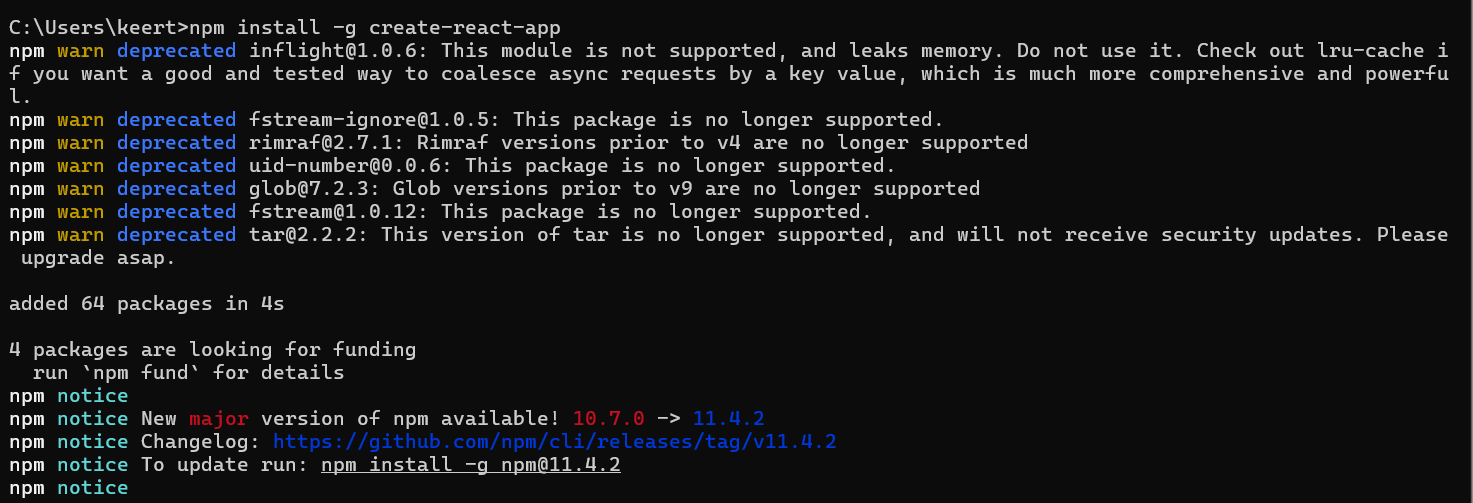 C:\Users\keert>npm install -g create-react-app
npm warn deprecated inflight@1.0.6: This module is not supported, and leaks memory. Do not use it. Check out lru-cache i
f you want a good and tested way to coalesce async requests by a key value, which is much more comprehensive and powerfu
l.
npm warn deprecated fstream-ignore@1.0.5: This package is no longer supported.
npm warn deprecated rimraf@2.7.1: Rimraf versions prior to v4 are no longer supported
npm warn deprecated uid-number@0.0.6: This package is no longer supported.
npm warn deprecated glob@7.2.3: Glob versions prior to v9 are no longer supported
npm warn deprecated fstream@1.0.12: This package is no longer supported.
npm warn deprecated tar@2.2.2: This version of tar is no longer supported, and will not receive security updates. Please
 upgrade asap.

added 64 packages in 4s

4 packages are looking for funding
  run `npm fund` for details
npm notice
npm notice New major version of npm available! 10.7.0 -> 11.4.2
npm notice Changelog: https://github.com/npm/cli/releases/tag/v11.4.2
npm notice To update run: npm install -g npm@11.4.2
npm notice